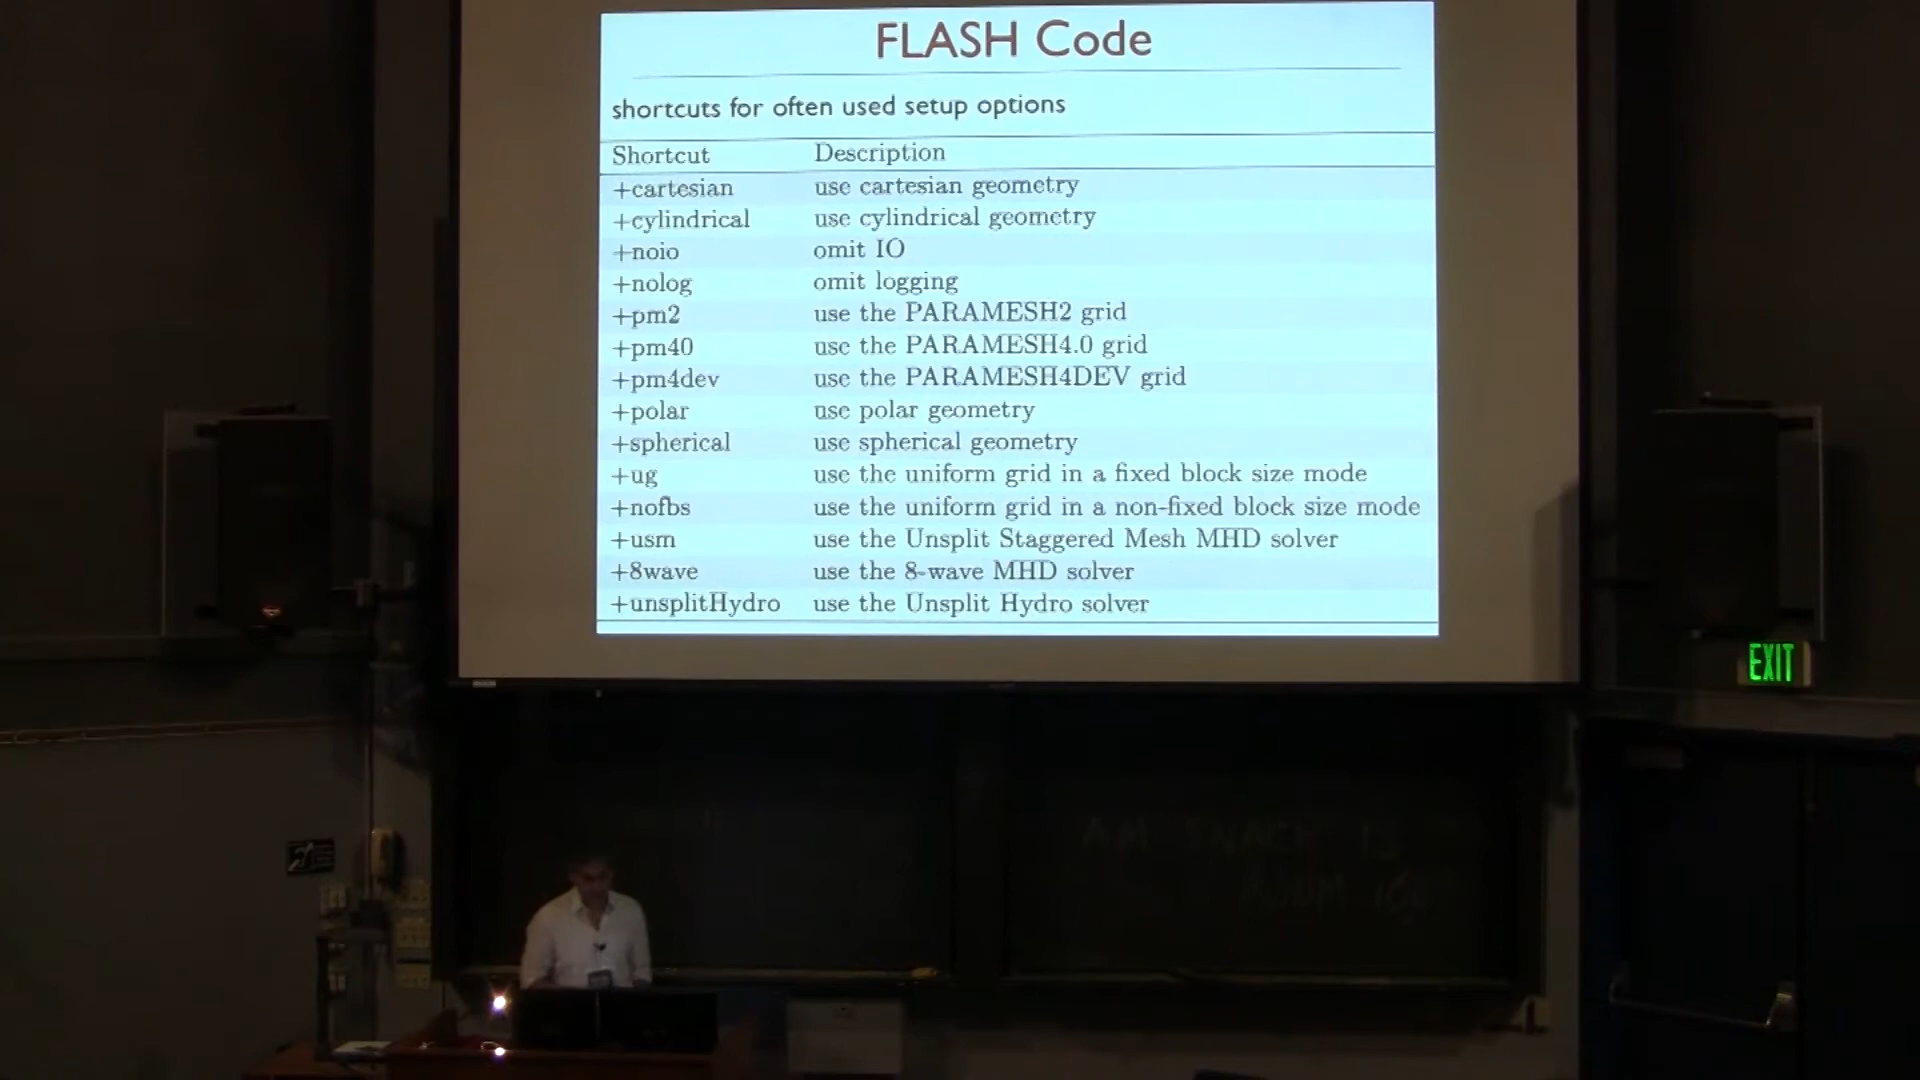 FLASH Code
shortcuts for often used setup options
Shortcut Description
+cartesian use cartesian geometry
+cylindrical use cylindrical geometry
+noio omit IO
+nolog omit logging
+pm2 use the PARAMESH2 grid
+pm40 use the PARAMESH4.0 grid
+pm4dev use the PARAMESH4DEV grid
+polar use polar geometry
+spherical use spherical geometry
+ug use the uniform grid in a fixed block size mode
+nofbs use the uniform grid in a non-fixed block size mode
+usm use the Unsplit Staggered Mesh MHD solver
+8wave use the 8-wave MHD solver
+unsplitHydro use the Unsplit Hydro solver
EXIT
AM SNACK IS